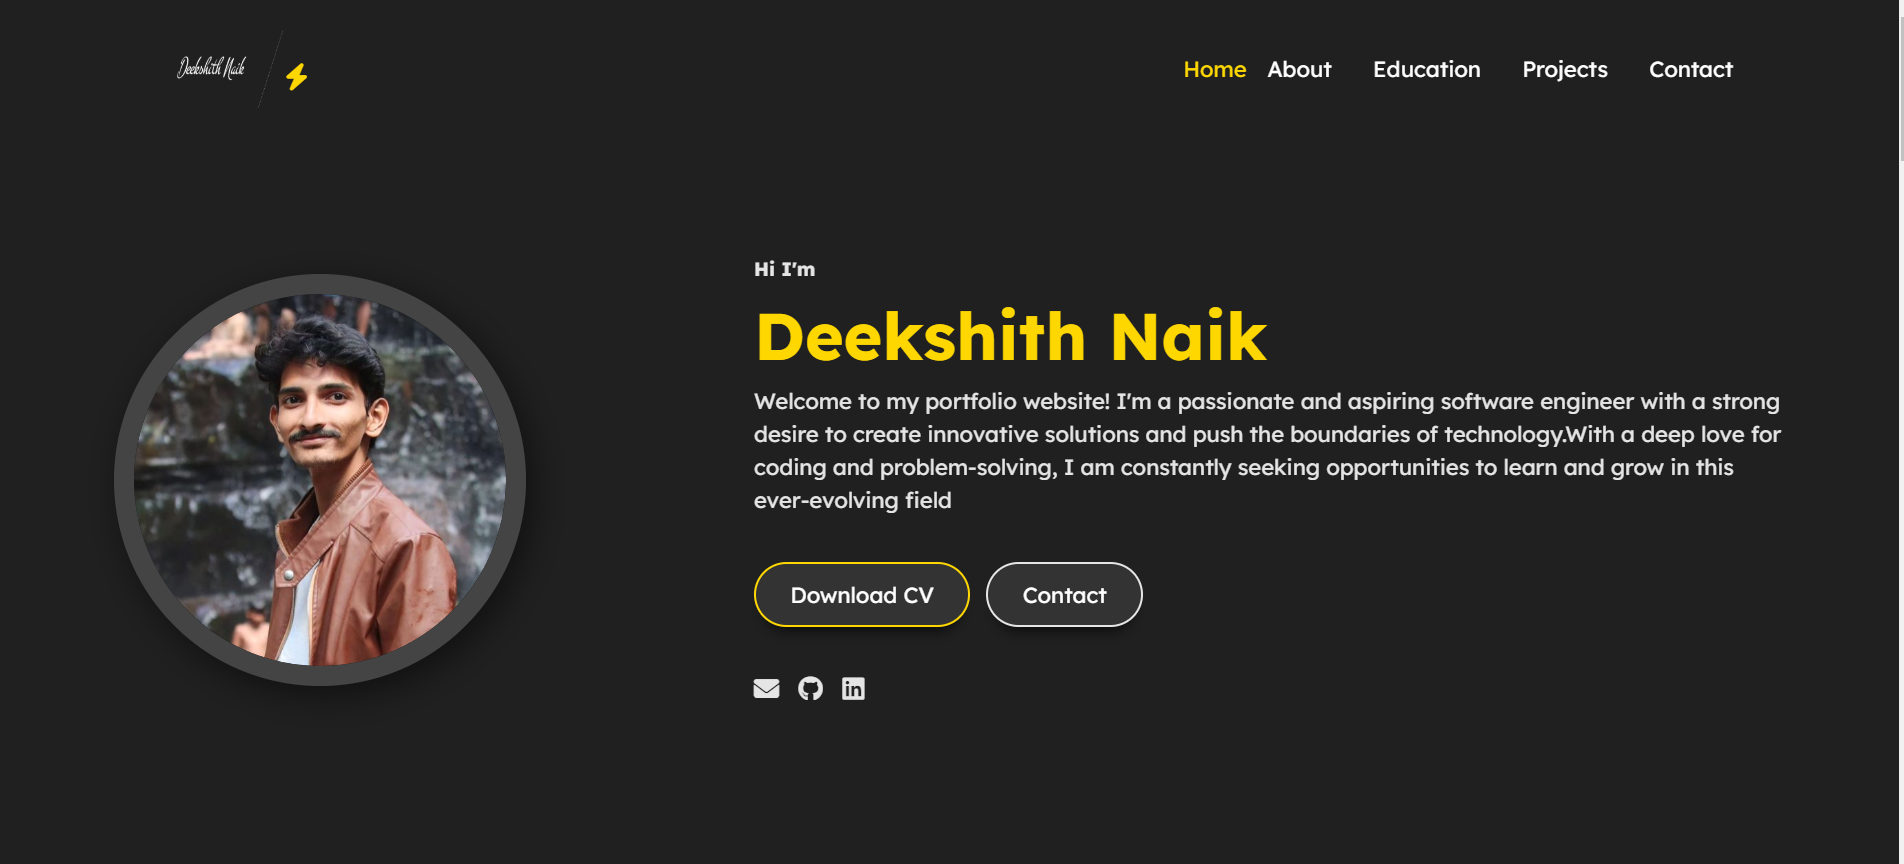 Deekshith Naik
Home About Education Projects Contact
Hi I'm
Deekshith Naik
Welcome to my portfolio website! I'm a passionate and aspiring software engineer with a strong
desire to create innovative solutions and push the boundaries of technology.With a deep love for
coding and problem-solving, I am constantly seeking opportunities to learn and grow in this
ever-evolving field
Download CV Contact
in